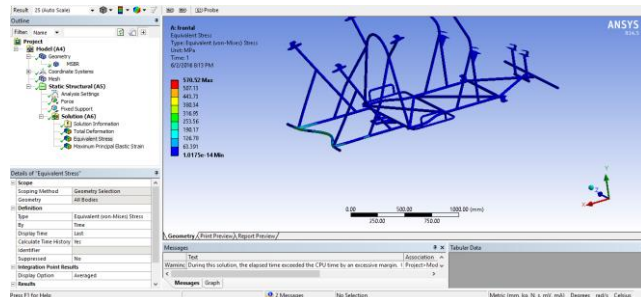 Result 25 (Auto Scale)
Probe
Outline
Filter: Name
Project
Model (A4)
Geometry
MSBR
Coordinate Systems
Mesh
Static Structural (A5)
Analysis Settings
Force
Fixed Support
Solution (A6)
Solution Information
Total Deformation
Equivalent Stress
Maximum Principal Elastic Strain
Details of "Equivalent Stress"
Scope
Scoping Method Geometry Selection
Geometry All Bodies
Definition
Type Equivalent (von-Mises) Stress
By Time
Display Time Last
Calculate Time History Yes
Identifier
Suppressed No
Integration Point Results
Display Option Averaged
Results
Press F1 for Help
A: frontal
Equivalent Stress
Type: Equivalent (von-Mises) Stress
Unit: MPa
Time: 1
570.52 Max
507.13
443.73
380.34
316.95
253.56
190.17
126.78
63.391
1.0175e-14 Min
ANSYS
0.00 500.00 1000.00 (mm)
250.00 750.00
X
Y
Z
Geometry Print Preview Report Preview
Messages
Text Association
Warning During this solution, the elapsed time exceeded the CPU time by an excessive margin. Project>Mod
Messages Graph
Tabular Data
2 Messages No Selection Metric (mm, kg, N, s, mV, mA) Degrees rad/s Celsius